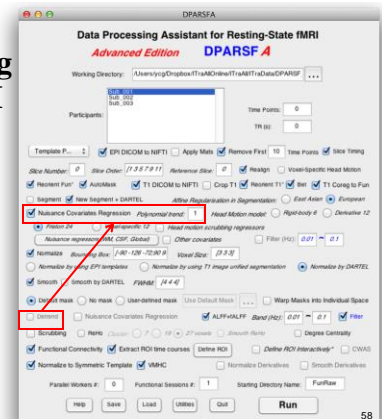 DPARSFA
Data Processing Assistant for Resting-State fMRI
Advanced Edition DPARSF A
g
Working Directory: /Users/ycg/Dropbox/ITraAllOnline/ITraAllITraData/DPARSF ...
Participants:
Sub_001
Sub_002
Sub_003
Time Points: 0
TR (s): 0
Template P... EPI DICOM to NIFTI Apply Mats Remove First 10 Time Points Slice Timing
Slice Number: 0 Slice Order: [1 3 5 7 9 11 Reference Slice: 0 Realign Voxel-Specific Head Motion
Reorient Fun* AutoMask T1 DICOM to NIFTI Crop T1 Reorient T1* Bet T1 Coreg to Fun
Segment New Segment + DARTEL Affine Regularisation in Segmentation: East Asian European
Nuisance Covariates Regression Polynomial trend: 1 Head Motion model: Rigid-body 6 Derivative 12
Friston 24 Head motion scrubbing regressors
Nuisance regressors (WM, CSF, Global) Other covariates Filter (Hz): 0.01 ~ 0.1
Normalize Bounding Box: [-90 -126 -72;90 9 Voxel Size: [3 3 3]
Normalize by using EPI templates Normalize by using T1 image unified segmentation Normalize by DARTEL
Smooth Smooth by DARTEL FWHM: [4 4 4]
Default mask No mask User-defined mask Use Default Mask ... Warp Masks into Individual Space
Detrend Nuisance Covariates Regression ALFF+fALFF Band (Hz): 0.01 ~ 0.1 Filter
Scrubbing ReHo Cluster: 7 19 27 voxels Smooth ReHo Degree Centrality
Functional Connectivity Extract ROI time courses Define ROI Define ROI Interactively* CWAS
Normalize to Symmetric Template VMHC Normalize Derivatives Smooth Derivatives
Parallel Workers #: 0 Functional Sessions #: 1 Starting Directory Name: FunRaw
Help Save Load Utilities Quit Run
58